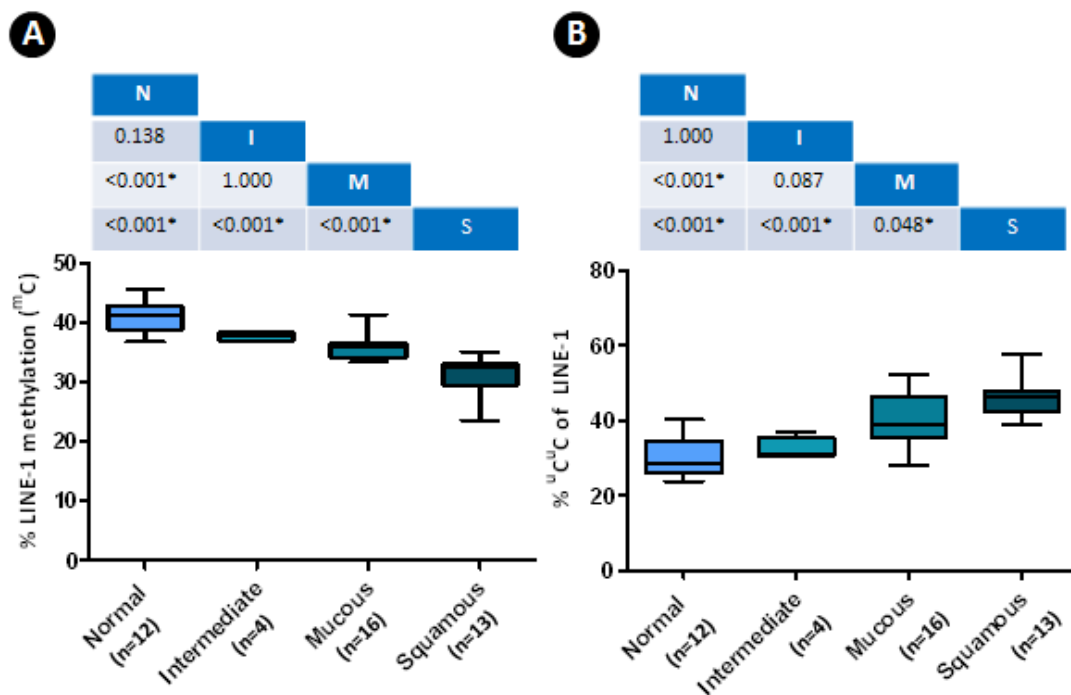 A
N
0.138 I
<0.001* 1.000 M
<0.001* <0.001* <0.001* S
% LINE-1 methylation (ᵐC)
50
40
30
20
10
0
Normal
(n=12)
Intermediate
(n=4)
Mucous
(n=16)
Squamous
(n=13)
B
N
1.000 I
<0.001* 0.087 M
<0.001* <0.001* 0.048* S
% ᵘCᵘC of LINE-1
80
60
40
20
0
Normal
(n=12)
Intermediate
(n=4)
Mucous
(n=16)
Squamous
(n=13)